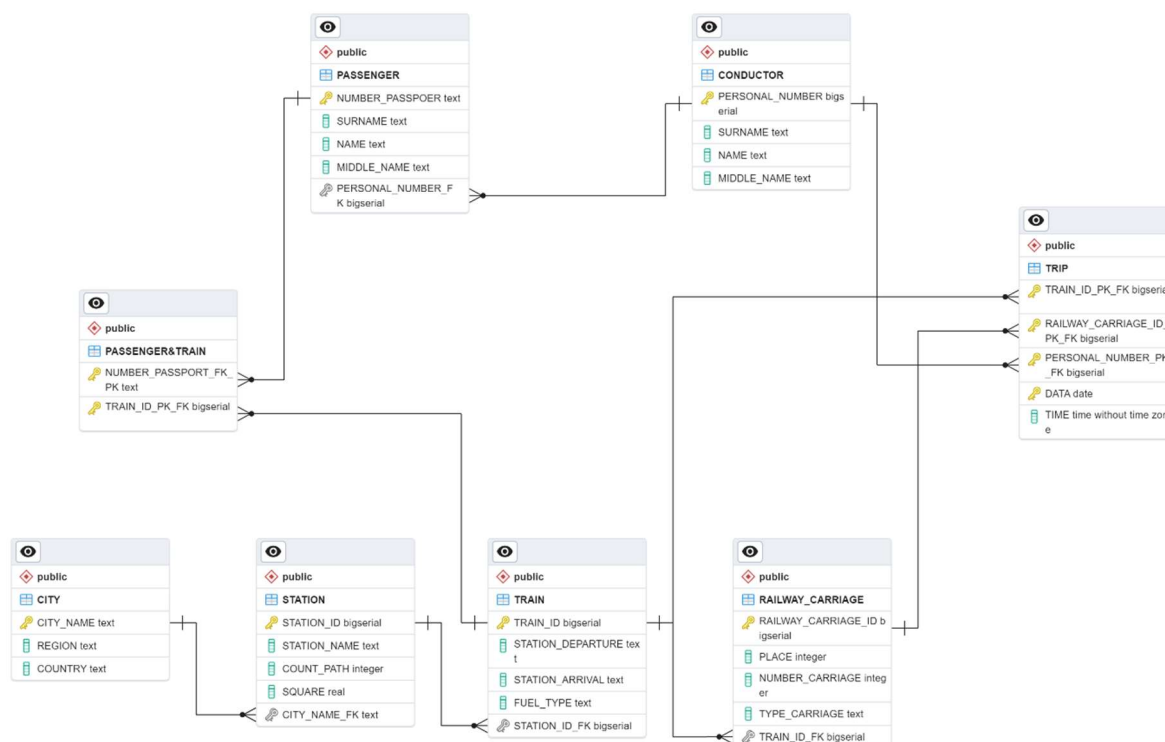 public
PASSENGER
NUMBER_PASSPOER text
SURNAME text
NAME text
MIDDLE_NAME text
PERSONAL_NUMBER_F
K bigserial
public
CONDUCTOR
PERSONAL_NUMBER bigs
erial
SURNAME text
NAME text
MIDDLE_NAME text
public
TRIP
TRAIN_ID_PK_FK bigseria
RAILWAY_CARRIAGE_ID_
PK_FK bigserial
PERSONAL_NUMBER_PK
_FK bigserial
DATA date
TIME time without time zon
e
public
PASSENGER&TRAIN
NUMBER_PASSPORT_FK_
PK text
TRAIN_ID_PK_FK bigserial
public
CITY
CITY_NAME text
REGION text
COUNTRY text
public
STATION
STATION_ID bigserial
STATION_NAME text
COUNT_PATH integer
SQUARE real
CITY_NAME_FK text
public
TRAIN
TRAIN_ID bigserial
STATION_DEPARTURE tex
t
STATION_ARRIVAL text
FUEL_TYPE text
STATION_ID_FK bigserial
public
RAILWAY_CARRIAGE
RAILWAY_CARRIAGE_ID b
igserial
PLACE integer
NUMBER_CARRIAGE integ
er
TYPE_CARRIAGE text
TRAIN_ID_FK bigserial